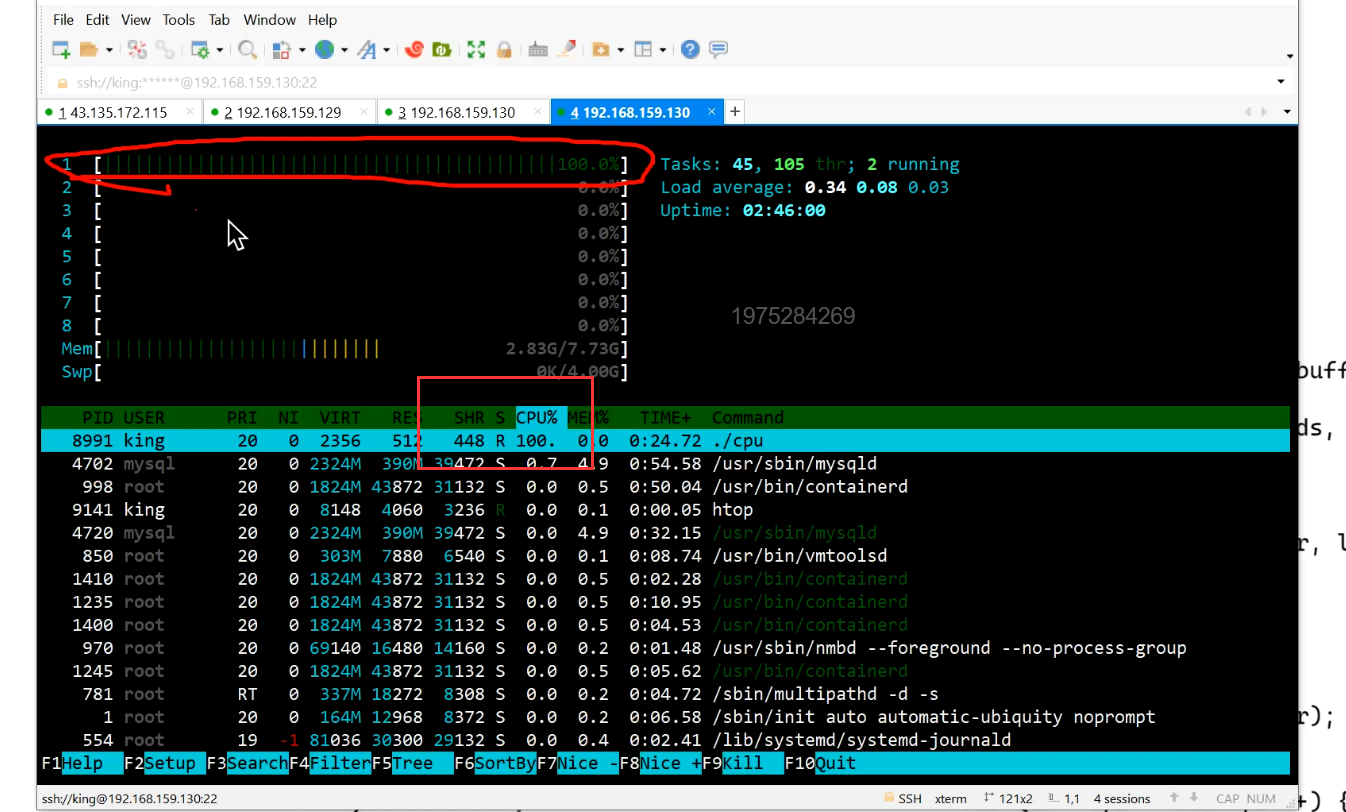 File Edit View Tools Tab Window Help
ssh://king:******@192.168.159.130:22
1 43.135.172.115 × 2 192.168.159.129 × 3 192.168.159.130 × 4 192.168.159.130 × +
1 [||||||||||||||||||||||||||||||||||||||||||||100.0%] Tasks: 45, 105 thr; 2 running
2 [ 0.0%] Load average: 0.34 0.08 0.03
3 [ 0.0%] Uptime: 02:46:00
4 [ 0.0%]
5 [ 0.0%]
6 [ 0.0%]
7 [ 0.0%]
8 [ 0.0%]
1975284269
Mem[||||||||||||||||||||||||||| 2.83G/7.73G]
Swp[ 0K/4.00G]
PID USER PRI NI VIRT RES SHR S CPU% MEM% TIME+ Command
8991 king 20 0 2356 512 448 R 100. 0.0 0:24.72 ./cpu
4702 mysql 20 0 2324M 390M 39472 S 0.7 4.9 0:54.58 /usr/sbin/mysqld
998 root 20 0 1824M 43872 31132 S 0.0 0.5 0:50.04 /usr/bin/containerd
9141 king 20 0 8148 4060 3236 R 0.0 0.1 0:00.05 htop
4720 mysql 20 0 2324M 390M 39472 S 0.0 4.9 0:32.15 /usr/sbin/mysqld
850 root 20 0 303M 7880 6540 S 0.0 0.1 0:08.74 /usr/bin/vmtoolsd
1410 root 20 0 1824M 43872 31132 S 0.0 0.5 0:02.28 /usr/bin/containerd
1235 root 20 0 1824M 43872 31132 S 0.0 0.5 0:10.95 /usr/bin/containerd
1400 root 20 0 1824M 43872 31132 S 0.0 0.5 0:04.53 /usr/bin/containerd
970 root 20 0 69140 16480 14160 S 0.0 0.2 0:01.48 /usr/sbin/nmbd --foreground --no-process-group
1245 root 20 0 1824M 43872 31132 S 0.0 0.5 0:05.62 /usr/bin/containerd
781 root RT 0 337M 18272 8308 S 0.0 0.2 0:04.72 /sbin/multipathd -d -s
1 root 20 0 164M 12968 8372 S 0.0 0.2 0:06.58 /sbin/init auto automatic-ubiquity noprompt
554 root 19 -1 81036 30300 29132 S 0.0 0.4 0:02.41 /lib/systemd/systemd-journald
F1Help F2Setup F3SearchF4FilterF5Tree F6SortByF7Nice -F8Nice +F9Kill F10Quit
ssh://king@192.168.159.130:22 SSH xterm 121x2 1,1 4 sessions CAP NUM
buff
ds,
r, l
r);
+) {